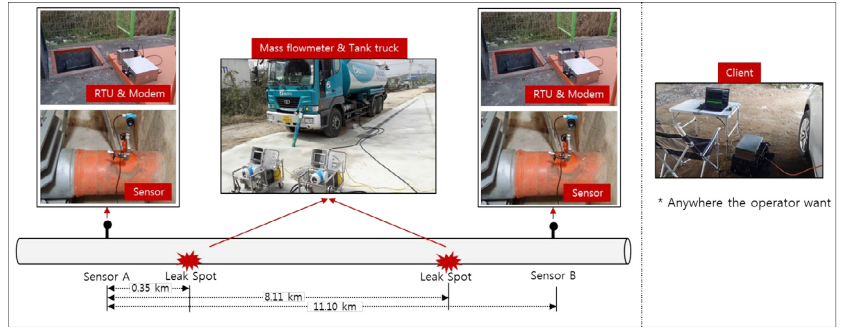 Mass flowmeter & Tank truck
RTU & Modem
RTU & Modem
Client
Sensor
Sensor
* Anywhere the operator want
Sensor A
Leak Spot
Leak Spot
Sensor B
0.35 km
8.11 km
11.10 km